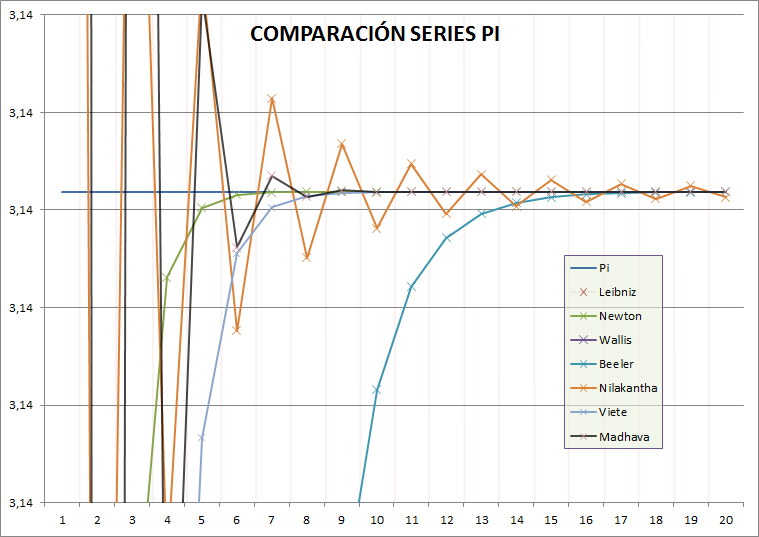 COMPARACIÓN SERIES PI
3,14
3,14
3,14
3,14
3,14
3,14
Pi
Leibniz
Newton
Wallis
Beeler
Nilakantha
Viete
Madhava
1 2 3 4 5 6 7 8 9 10 11 12 13 14 15 16 17 18 19 20